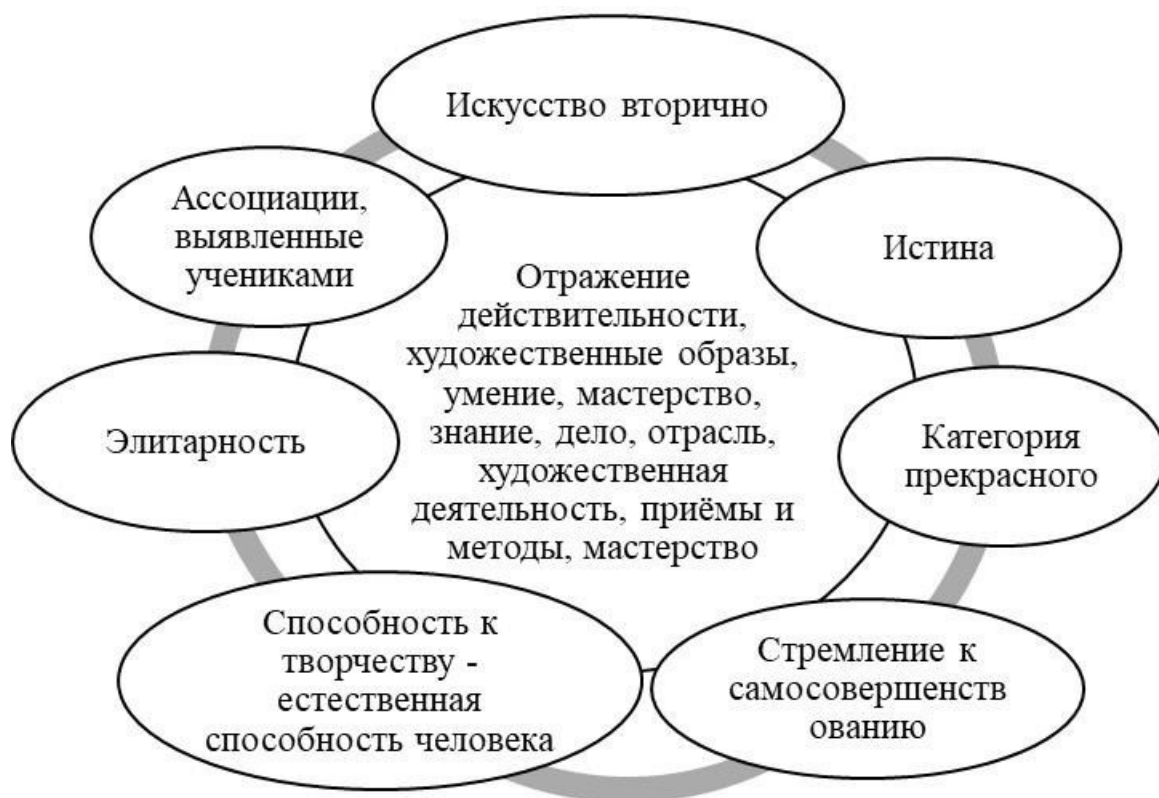 Искусство вторично
Ассоциации,
выявленные
учениками
Истина
Отражение
действительности,
художественные образы,
умение, мастерство,
знание, дело, отрасль,
художественная
деятельность, приёмы и
методы, мастерство
Элитарность
Категория
прекрасного
Способность к
творчеству -
естественная
способность человека
Стремление к
самосовершенств
ованию